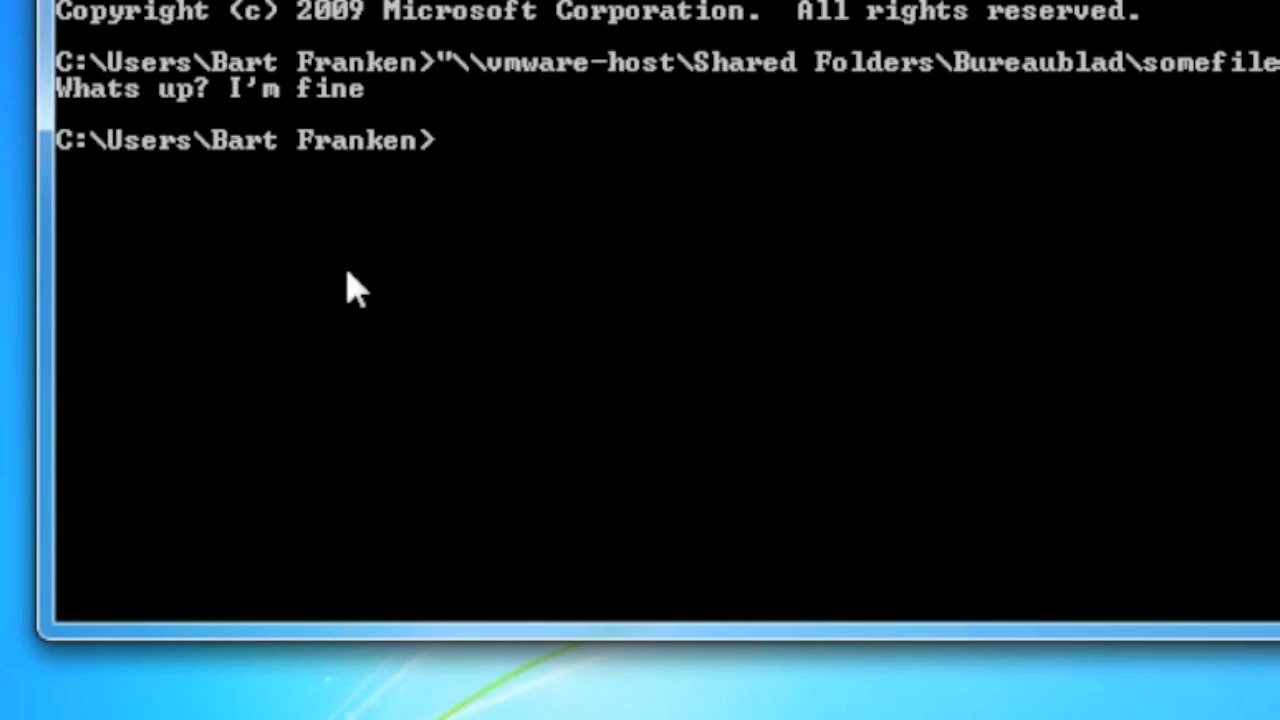 Copyright (c) 2009 Microsoft Corporation.  All rights reserved.
C:\Users\Bart Franken>"\\vmware-host\Shared Folders\Bureaublad\somefile
Whats up? I'm fine
C:\Users\Bart Franken>